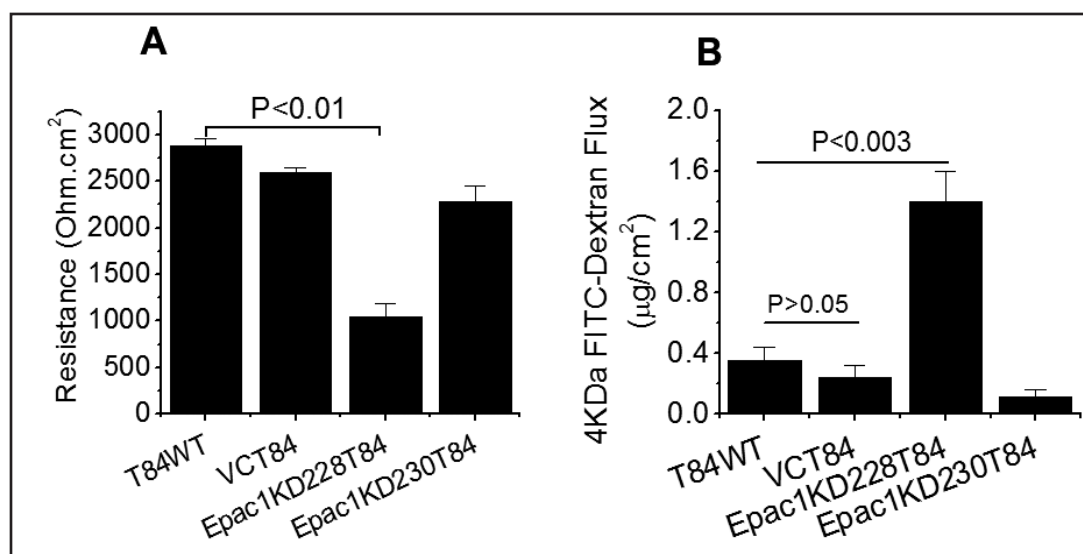 A
P<0.01
Resistance (Ohm.cm²)
3000
2500
2000
1500
1000
500
0
T84WT
VCT84
Epac1KD228T84
Epac1KD230T84
B
P<0.003
P>0.05
4KDa FITC-Dextran Flux
(μg/cm²)
2.0
1.6
1.2
0.8
0.4
0.0
T84WT
VCT84
Epac1KD228T84
Epac1KD230T84